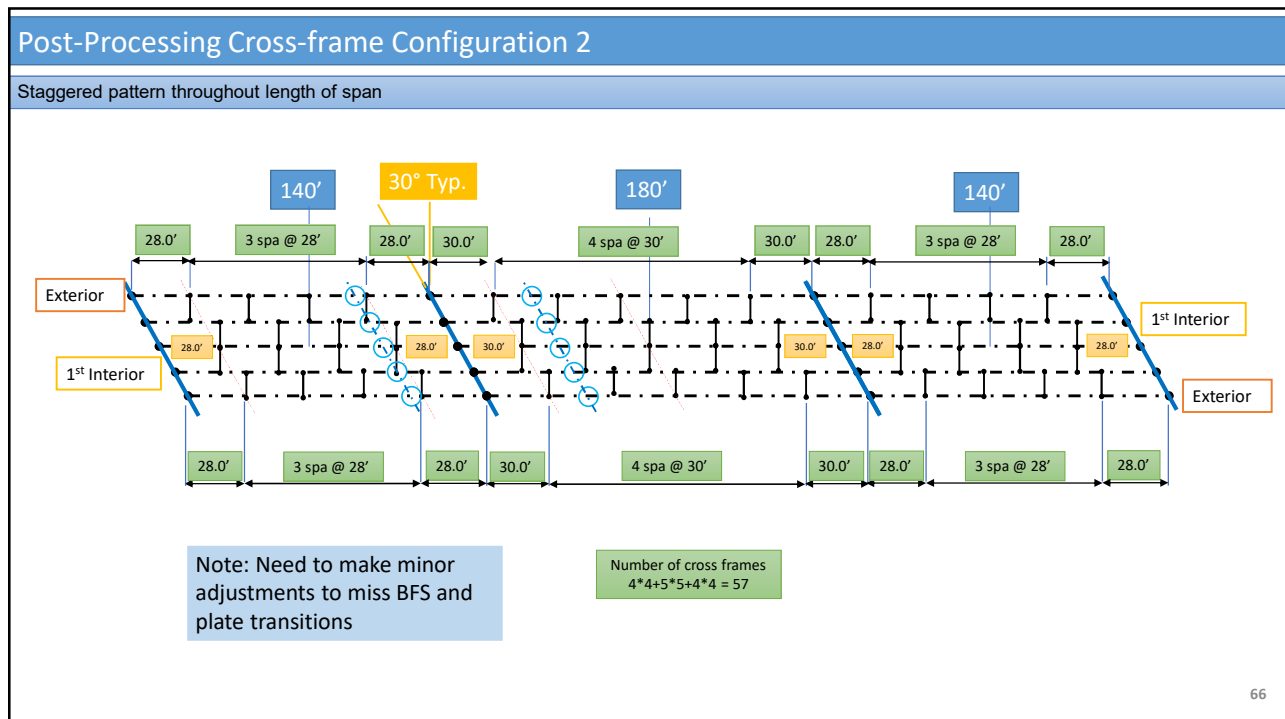 Post-Processing Cross-frame Configuration 2
Staggered pattern throughout length of span
140’
30° Typ.
180’
140’
28.0’
3 spa @ 28’
28.0’
30.0’
4 spa @ 30’
30.0’
28.0’
3 spa @ 28’
28.0’
Exterior
1st Interior
28.0’
28.0’
30.0’
30.0’
28.0’
28.0’
1st Interior
Exterior
28.0’
3 spa @ 28’
28.0’
30.0’
4 spa @ 30’
30.0’
28.0’
3 spa @ 28’
28.0’
Note: Need to make minor
adjustments to miss BFS and
plate transitions
Number of cross frames
4*4+5*5+4*4 = 57
66